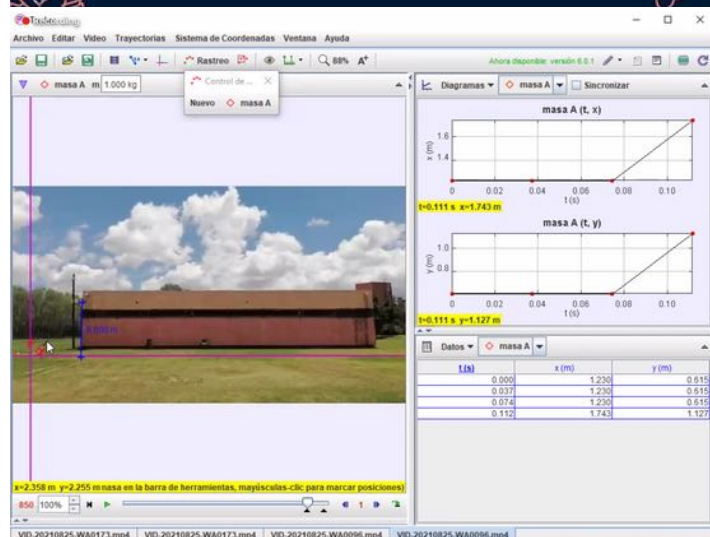 Archivo Editar Video Trayectorias Sistema de Coordenadas Ventana Ayuda
Rastreo 88% Ahora disponible: versión 6.0.1
masa A m 1.000 kg
Control de ... X
Nuevo masa A
Diagramas masa A Sincronizar
masa A (t, x)
x (m)
1.6
1.4
0 0.02 0.04 0.06 0.08 0.10
t (s)
t=0.111 s x=1.743 m
masa A (t, y)
y (m)
1.0
0.8
0 0.02 0.04 0.06 0.08 0.10
t (s)
t=0.111 s y=1.127 m
Datos masa A
t (s) x (m) y (m)
0.000 1.230 0.615
0.037 1.230 0.615
0.074 1.230 0.615
0.112 1.743 1.127
x=2.358 m y=2.255 m masa en la barra de herramientas, mayúsculas-clic para marcar posiciones)
850 100% 1
VID-20210825-WA0173.mp4 VID-20210825-WA0173.mp4 VID-20210825-WA0096.mp4 VID-20210825-WA0096.mp4